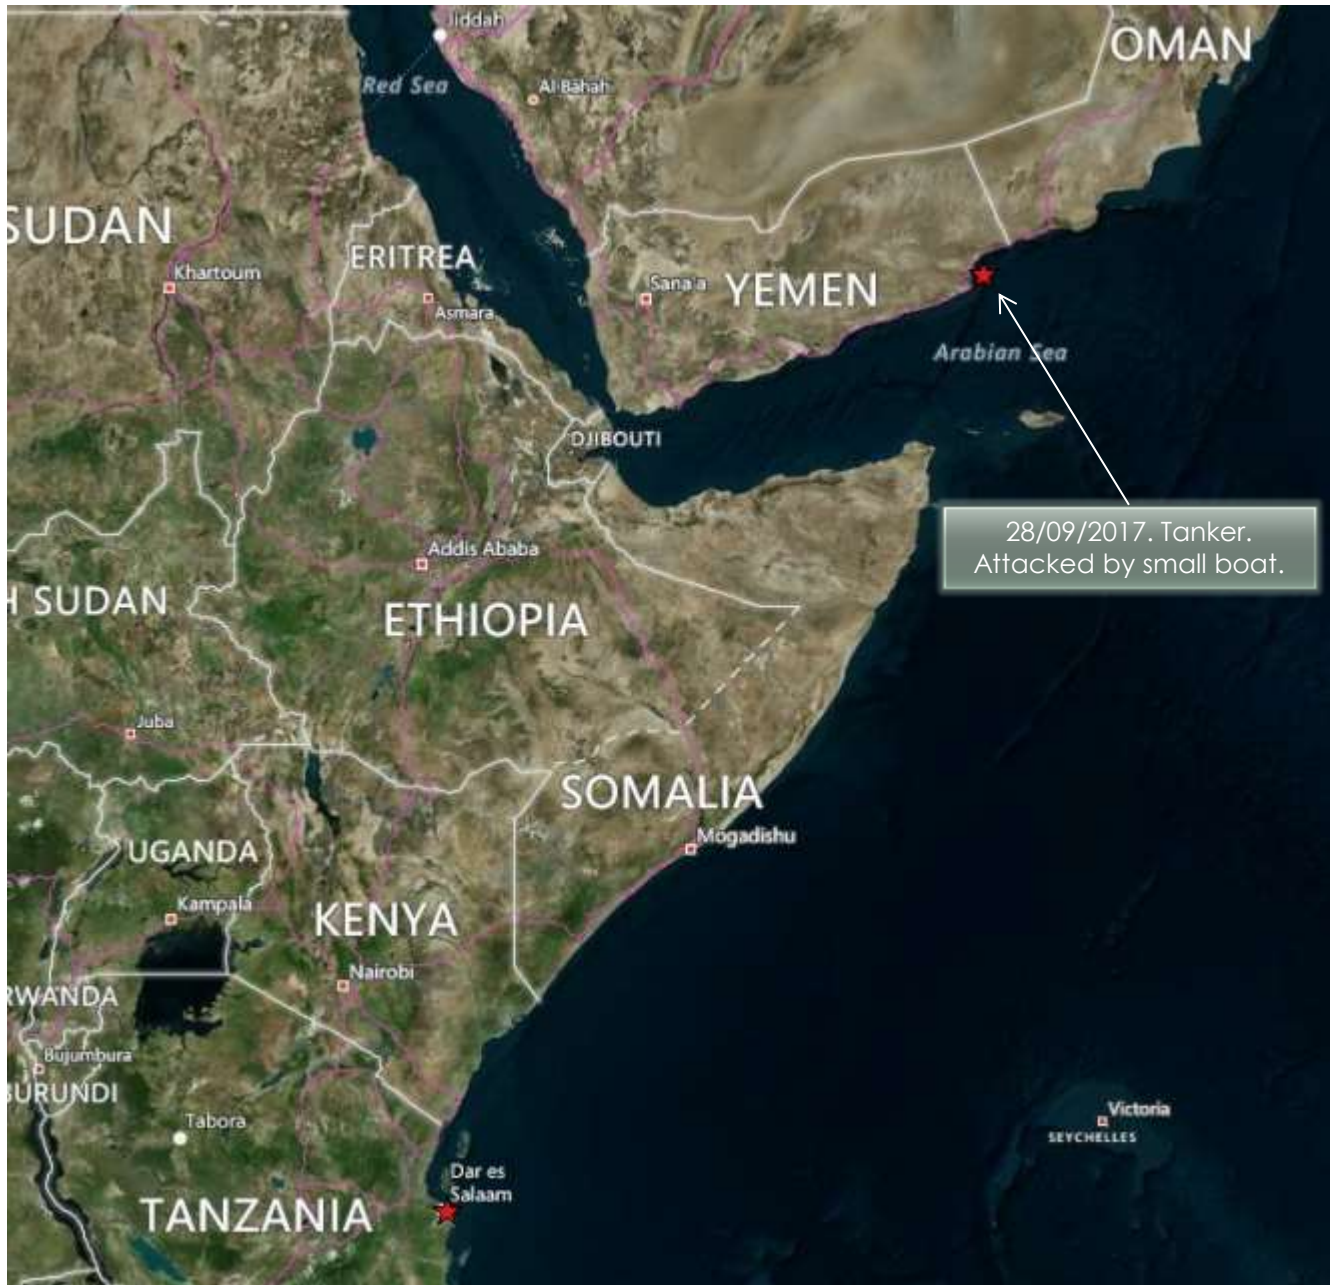 Jiddah
OMAN
Red Sea
Al Bahah
SUDAN
ERITREA
Khartoum
Sana'a
YEMEN
Asmara
Arabian Sea
DJIBOUTI
28/09/2017. Tanker.
Attacked by small boat.
Addis Ababa
H SUDAN
ETHIOPIA
Juba
SOMALIA
Mogadishu
UGANDA
Kampala
KENYA
Nairobi
RWANDA
Bujumbura
BURUNDI
Victoria
SEYCHELLES
Tabora
Dar es
Salaam
TANZANIA